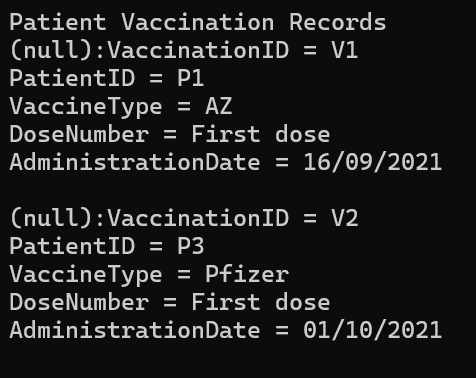 Patient Vaccination Records
(null):VaccinationID = V1
PatientID = P1
VaccineType = AZ
DoseNumber = First dose
AdministrationDate = 16/09/2021
(null):VaccinationID = V2
PatientID = P3
VaccineType = Pfizer
DoseNumber = First dose
AdministrationDate = 01/10/2021